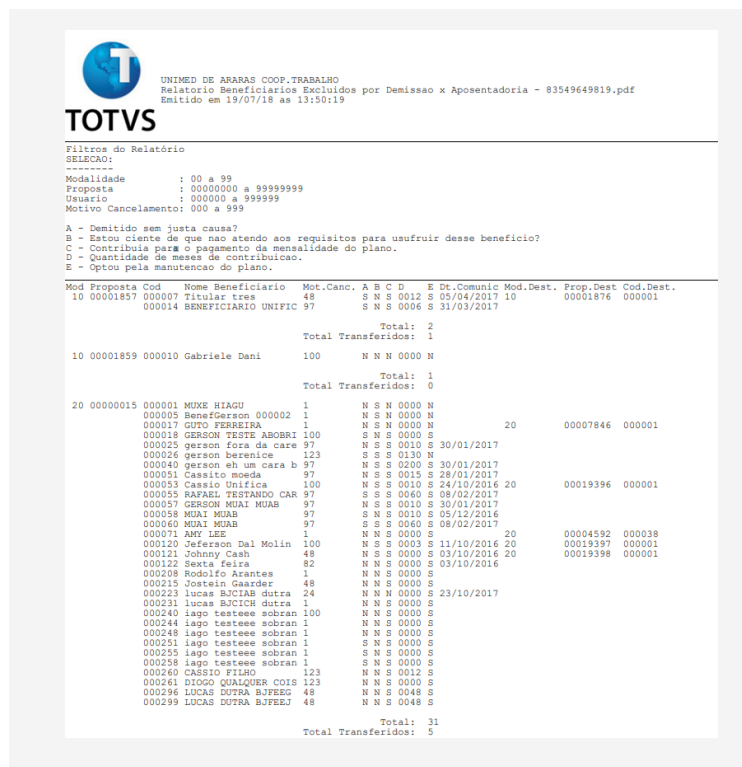 T
TOTVS
UNIMED DE ARARAS COOP.TRABALHO
Relatorio Beneficiarios Excluidos por Demissao x Aposentadoria - 83549649819.pdf
Emitido em 19/07/18 as 13:50:19
Filtros do Relatório
SELECAO:
--------
Modalidade : 00 a 99
Proposta : 00000000 a 99999999
Usuario : 000000 a 999999
Motivo Cancelamento: 000 a 999
A - Demitido sem justa causa?
B - Estou ciente de que nao atendo aos requisitos para usufruir desse beneficio?
C - Contribuia para o pagamento da mensalidade do plano.
D - Quantidade de meses de contribuicao.
E - Optou pela manutencao do plano.
Mod Proposta Cod Nome Beneficiario Mot.Canc. A B C D E Dt.Comunic Mod.Dest. Prop.Dest Cod.Dest.
10 00001857 000007 Titular tres 48 S N S 0012 S 05/04/2017 10 00001876 000001
000014 BENEFICIARIO UNIFIC 97 S N S 0006 S 31/03/2017
Total: 2
Total Transferidos: 1
10 00001859 000010 Gabriele Dani 100 N N N 0000 N
Total: 1
Total Transferidos: 0
20 00000015 000001 MUXE HIAGU 1 N S N 0000 N
000005 BenefGerson 000002 1 N S N 0000 N
000017 GUTO FERREIRA 1 N S N 0000 N 20 00007846 000001
000018 GERSON TESTE ABOBRI 100 S N S 0000 S
000025 gerson fora da care 97 N S S 0010 S 30/01/2017
000026 gerson berenice 123 S S S 0130 N
000040 gerson eh um cara b 97 N N S 0200 S 30/01/2017
000051 Cassito moeda 97 N N S 0015 S 28/01/2017
000053 Cassio Unifica 100 N N S 0010 S 24/10/2016 20 00019396 000001
000055 RAFAEL TESTANDO CAR 97 S S S 0060 S 08/02/2017
000057 GERSON MUAI MUAB 97 N S S 0010 S 30/01/2017
000058 MUAI MUAB 97 S N S 0010 S 05/12/2016
000060 MUAI MUAB 97 S S S 0060 S 08/02/2017
000071 AMY LEE 1 N N S 0000 S 20 00004592 000038
000120 Jeferson Dal Molin 100 N N S 0003 S 11/10/2016 20 00019397 000001
000121 Johnny Cash 48 N S S 0000 S 03/10/2016 20 00019398 000001
000122 Sexta feira 82 N N S 0000 S 03/10/2016
000208 Rodolfo Arantes 1 N N S 0000 S
000215 Jostein Gaarder 48 N N S 0000 S
000223 lucas BJCIAB dutra 24 N N N 0000 S 23/10/2017
000231 lucas BJCICH dutra 1 N N S 0000 S
000240 iago testeee sobran 100 N N S 0000 S
000244 iago testeee sobran 1 N N S 0000 S
000248 iago testeee sobran 1 N N S 0000 S
000251 iago testeee sobran 1 S N S 0000 S
000255 iago testeee sobran 1 S N S 0000 S
000258 iago testeee sobran 1 S N S 0000 S
000260 CASSIO FILHO 123 N N S 0012 S
000261 DIOGO QUALQUER COIS 123 N N S 0000 S
000296 LUCAS DUTRA BJFEEG 48 N N S 0048 S
000299 LUCAS DUTRA BJFEEJ 48 N N S 0048 S
Total: 31
Total Transferidos: 5